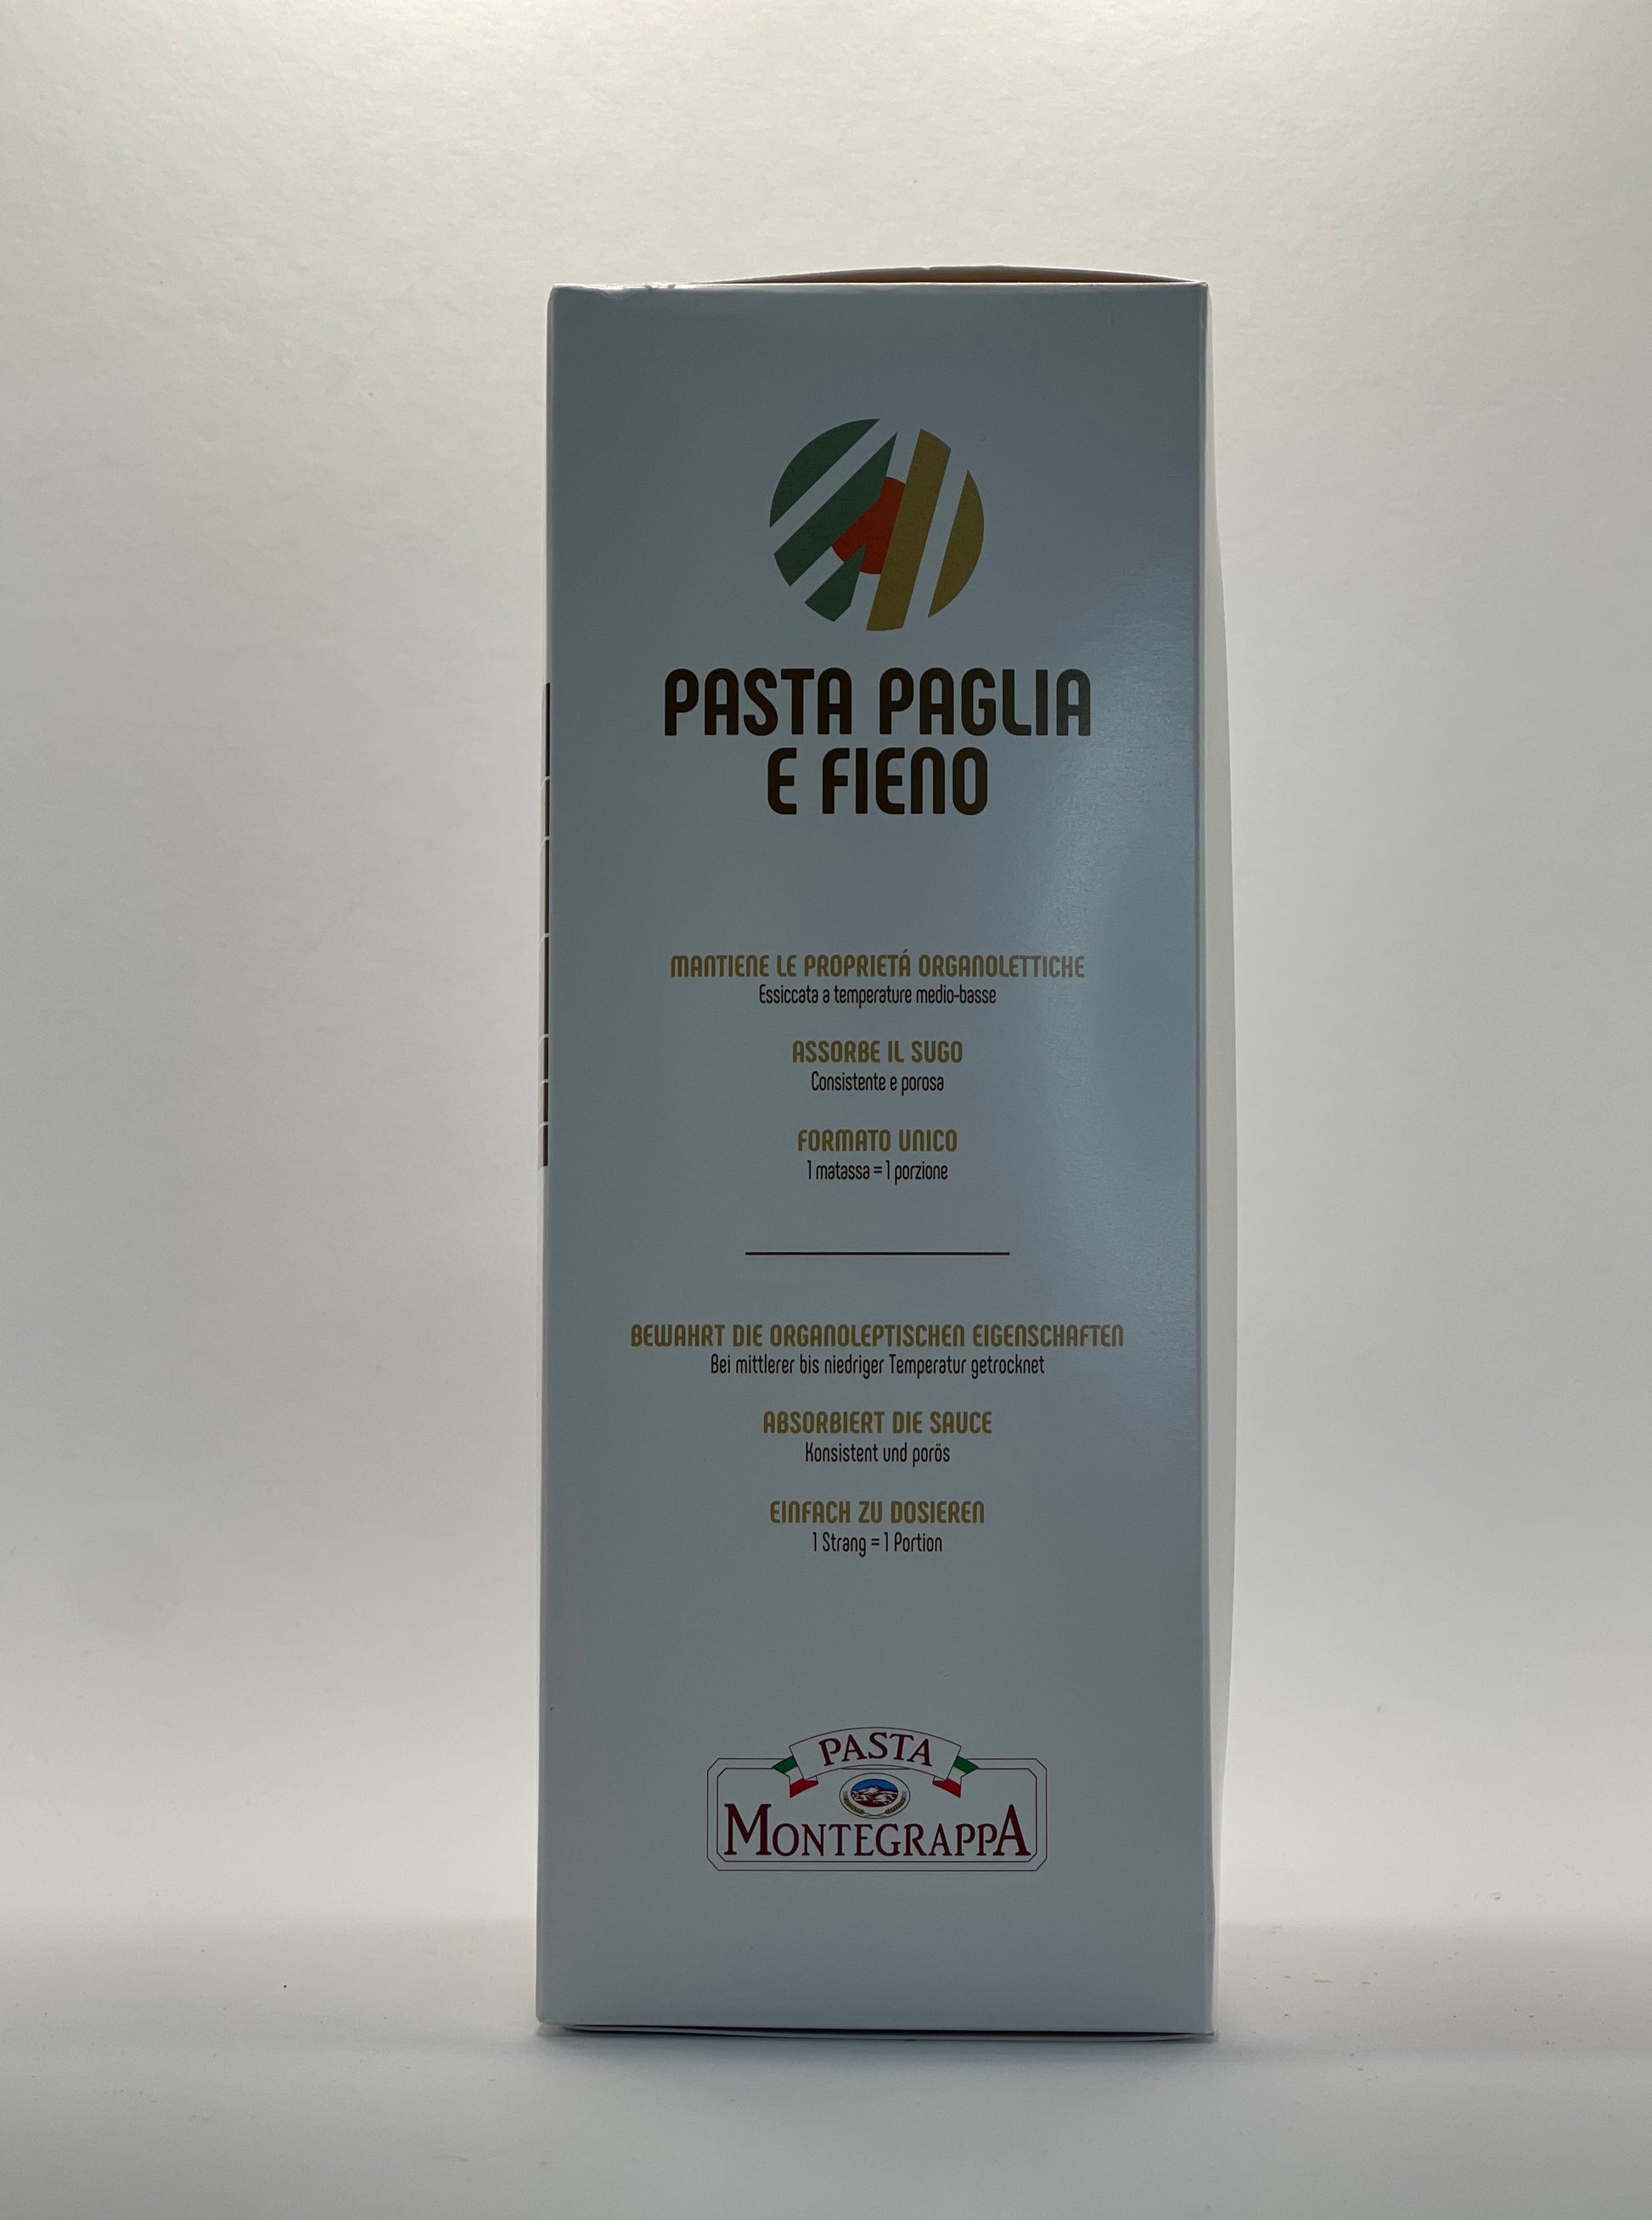 PASTA PAGLIA
E FIENO
MANTIENE LE PROPRIETÁ ORGANOLETTICHE
Essiccata a temperature medio-basse
ASSORBE IL SUGO
Consistente e porosa
FORMATO UNICO
1 matassa = 1 porzione
BEWAHRT DIE ORGANOLEPTISCHEN EIGENSCHAFTEN
Bei mittlerer bis niedriger Temperatur getrocknet
ABSORBIERT DIE SAUCE
Konsistent und porös
EINFACH ZU DOSIEREN
1 Strang = 1 Portion
PASTA
MONTEGRAPPA